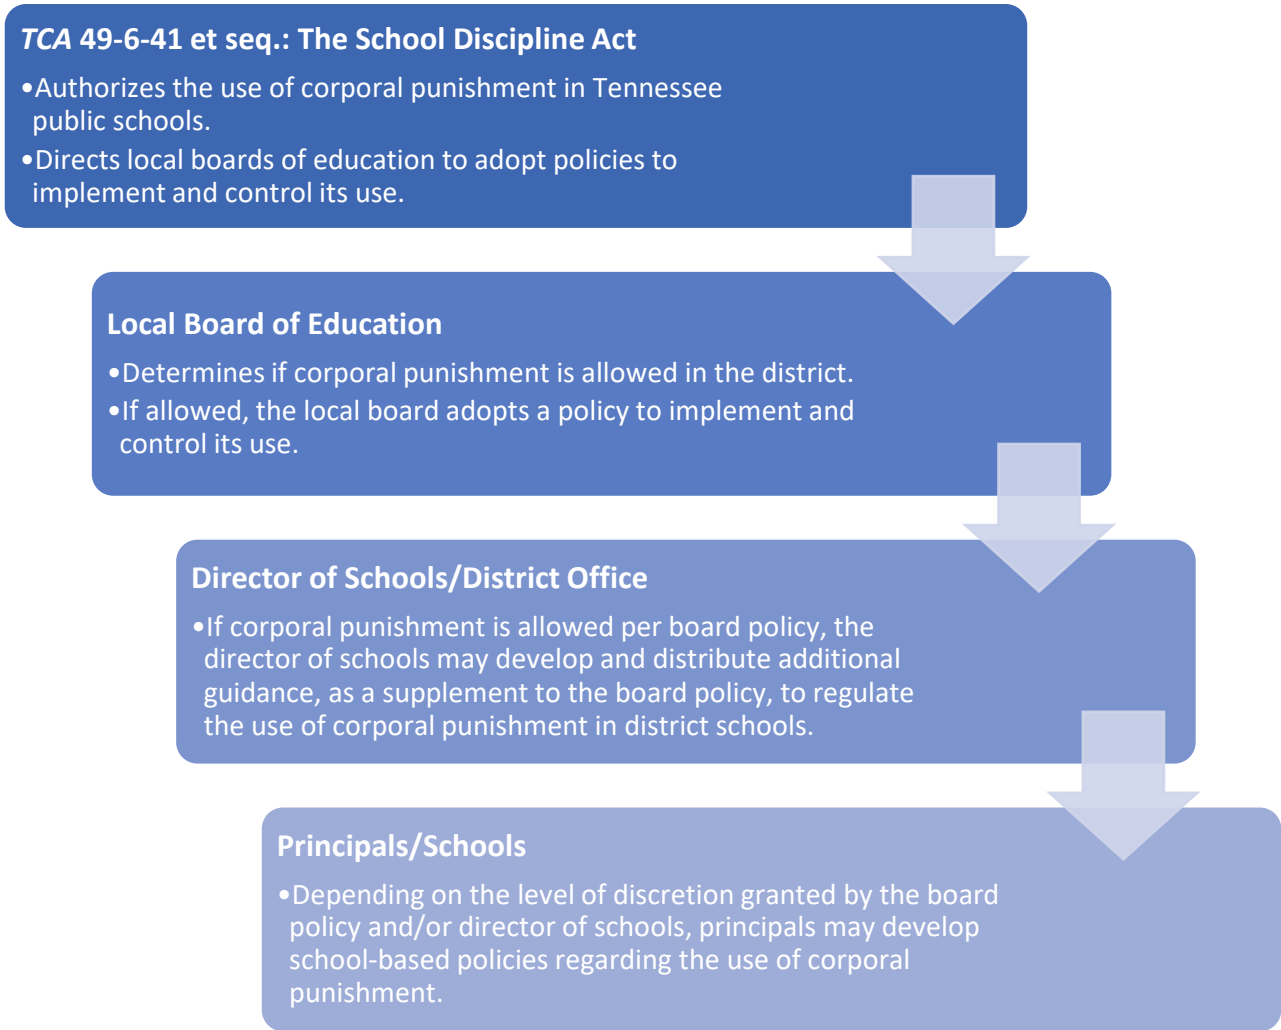 TCA 49-6-41 et seq.: The School Discipline Act
•Authorizes the use of corporal punishment in Tennessee
public schools.
•Directs local boards of education to adopt policies to
implement and control its use.
Local Board of Education
•Determines if corporal punishment is allowed in the district.
•If allowed, the local board adopts a policy to implement and
control its use.
Director of Schools/District Office
•If corporal punishment is allowed per board policy, the
director of schools may develop and distribute additional
guidance, as a supplement to the board policy, to regulate
the use of corporal punishment in district schools.
Principals/Schools
•Depending on the level of discretion granted by the board
policy and/or director of schools, principals may develop
school-based policies regarding the use of corporal
punishment.